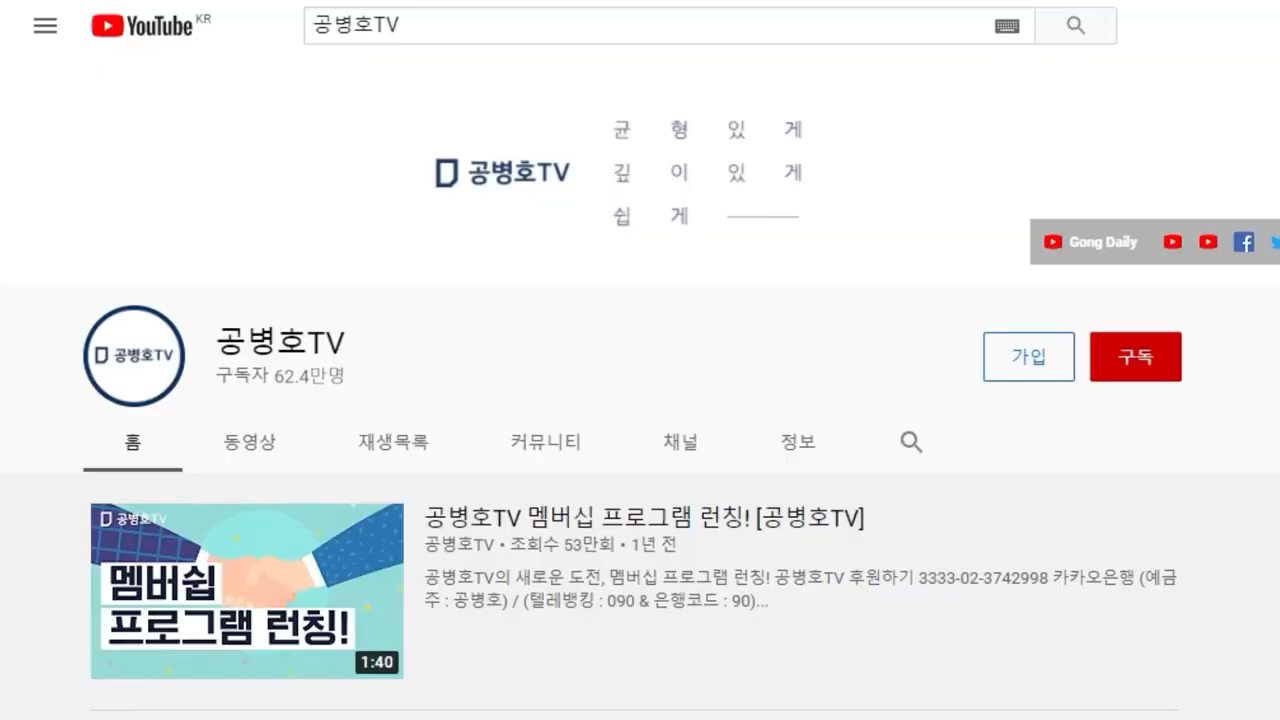 YouTube KR
공병호TV
균 형 있 게
공병호TV
깊 이 있 게
쉽 게
Gong Daily
공병호TV
공병호TV
구독자 62.4만명
가입
구독
홈
동영상
재생목록
커뮤니티
채널
정보
공병호TV
멤버쉽
프로그램 런칭!
1:40
공병호TV 멤버십 프로그램 런칭! [공병호TV]
공병호TV • 조회수 53만회 • 1년 전
공병호TV의 새로운 도전, 멤버십 프로그램 런칭! 공병호TV 후원하기 3333-02-3742998 카카오은행 (예금
주 : 공병호) / (텔레뱅킹 : 090 & 은행코드 : 90)...